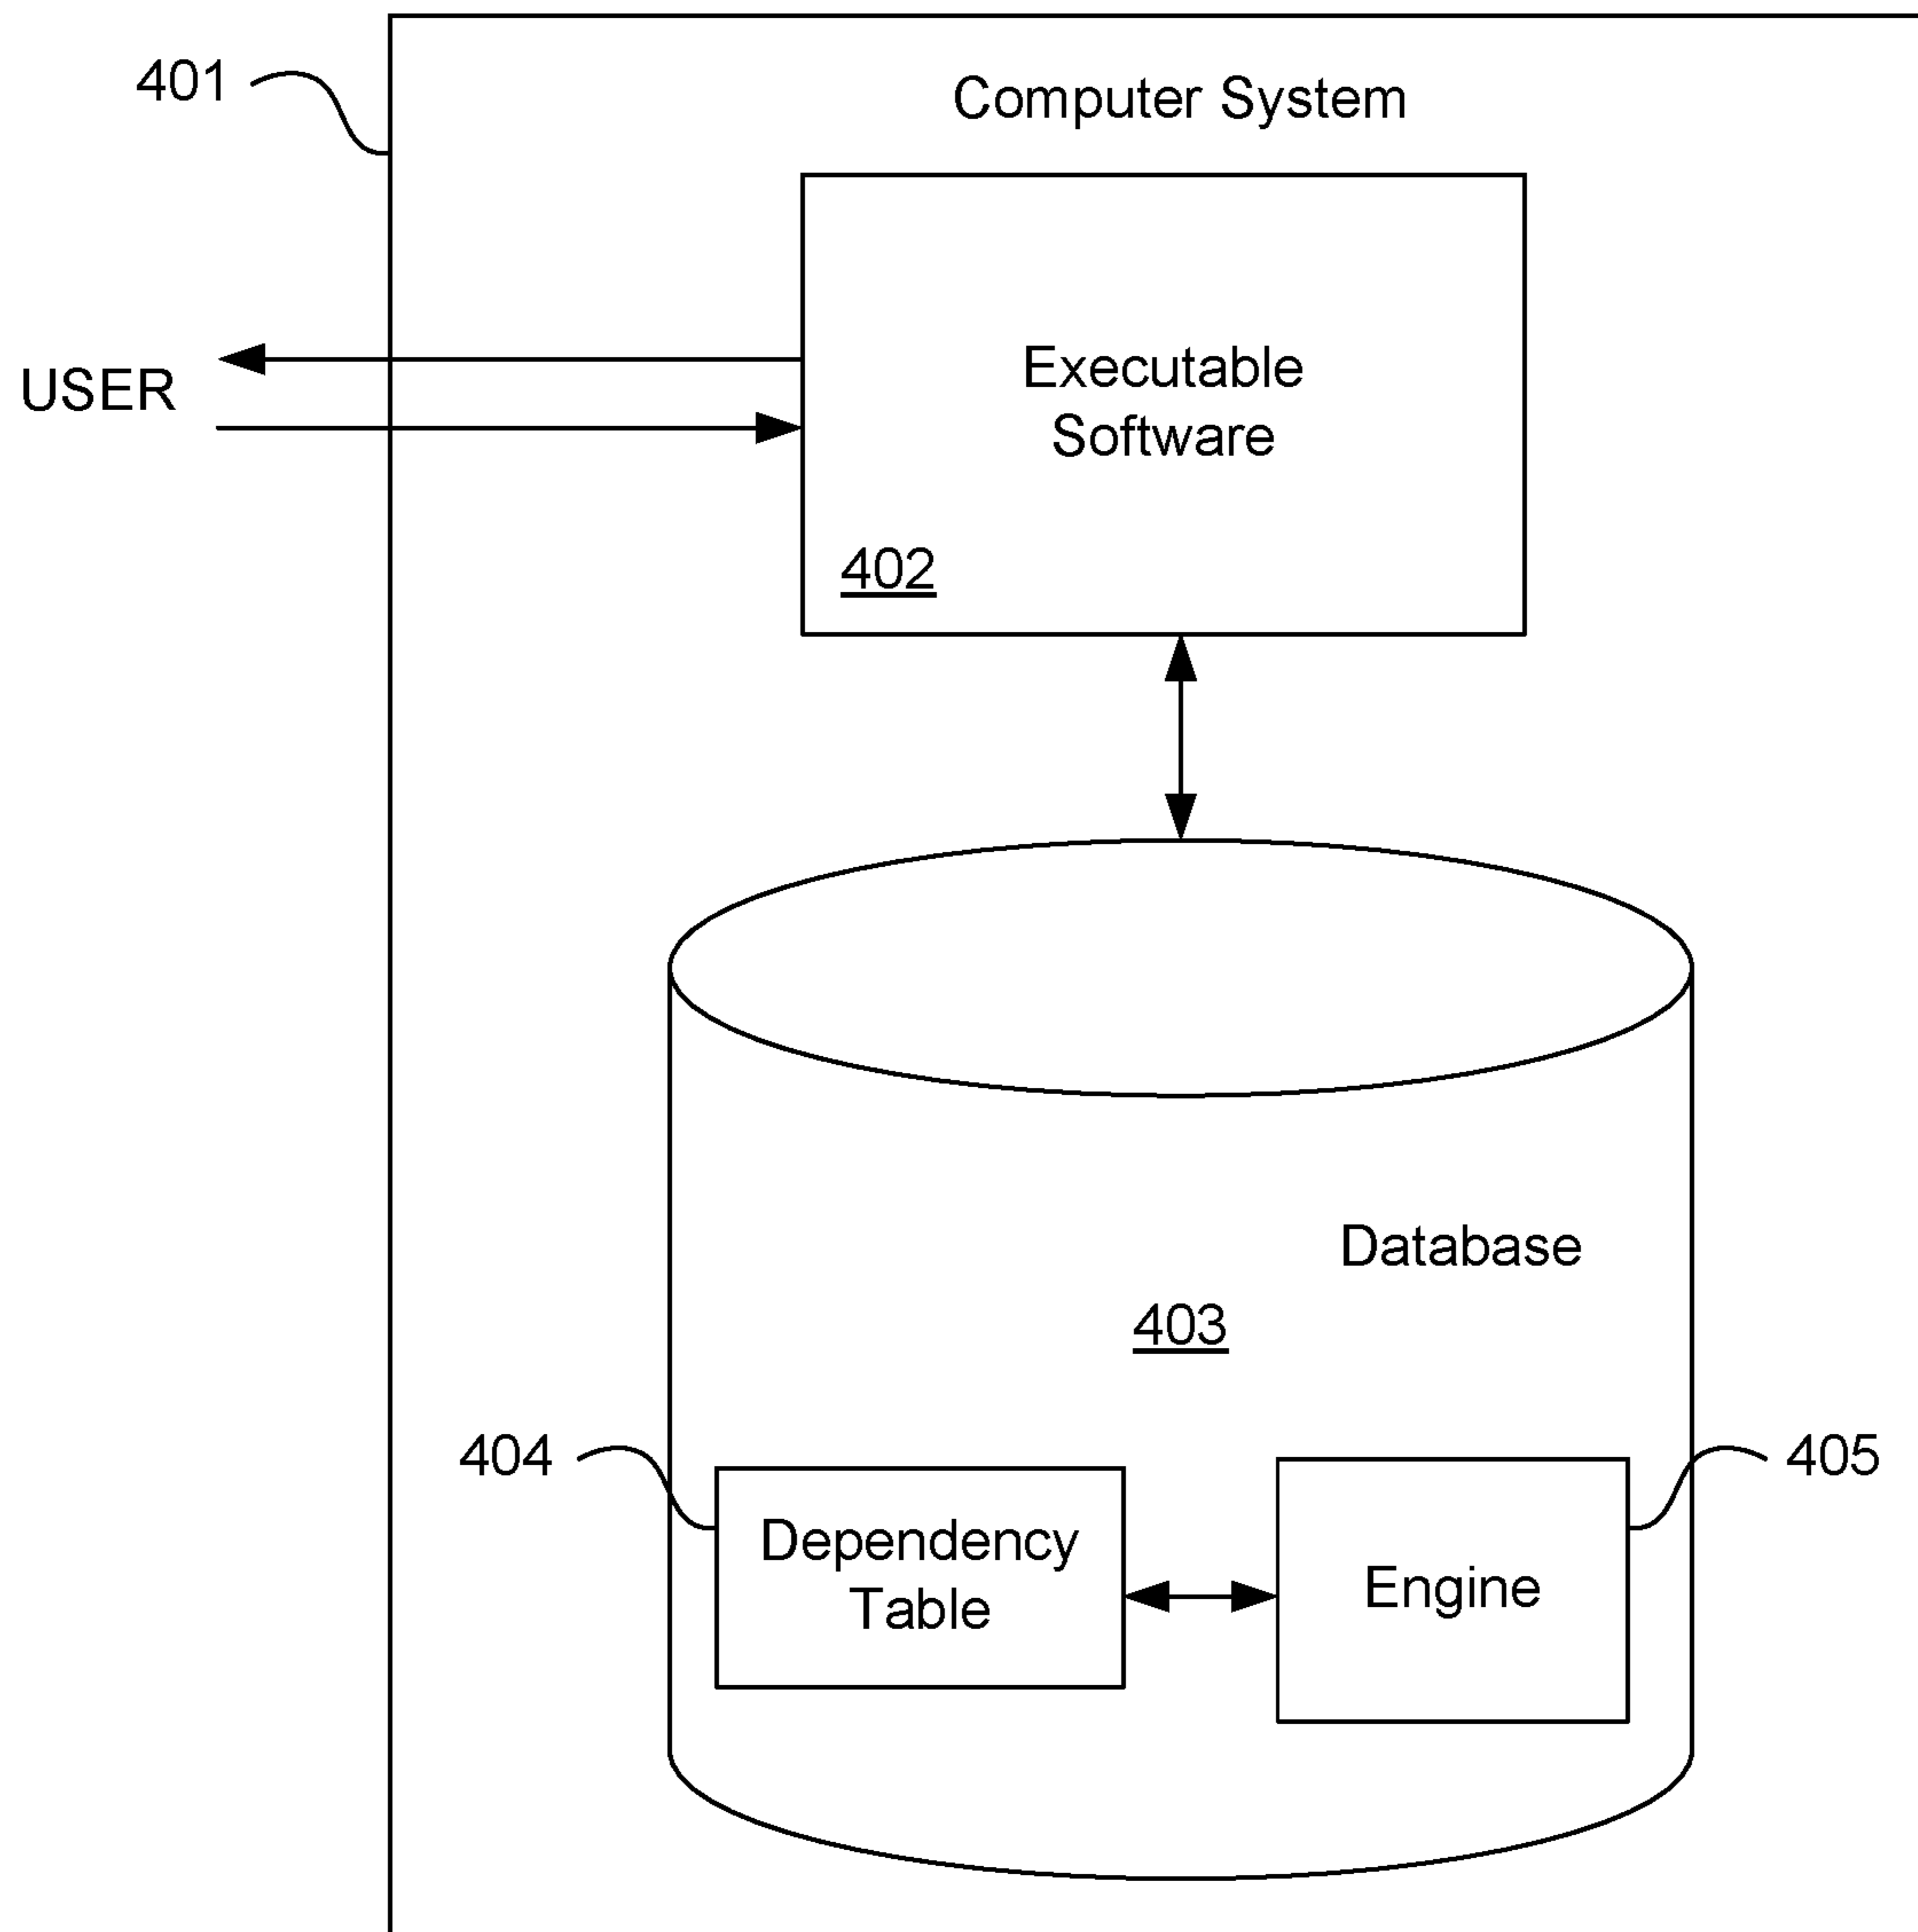 401
Computer System
USER
Executable
Software
402
Database
403
404
405
Dependency
Table
Engine